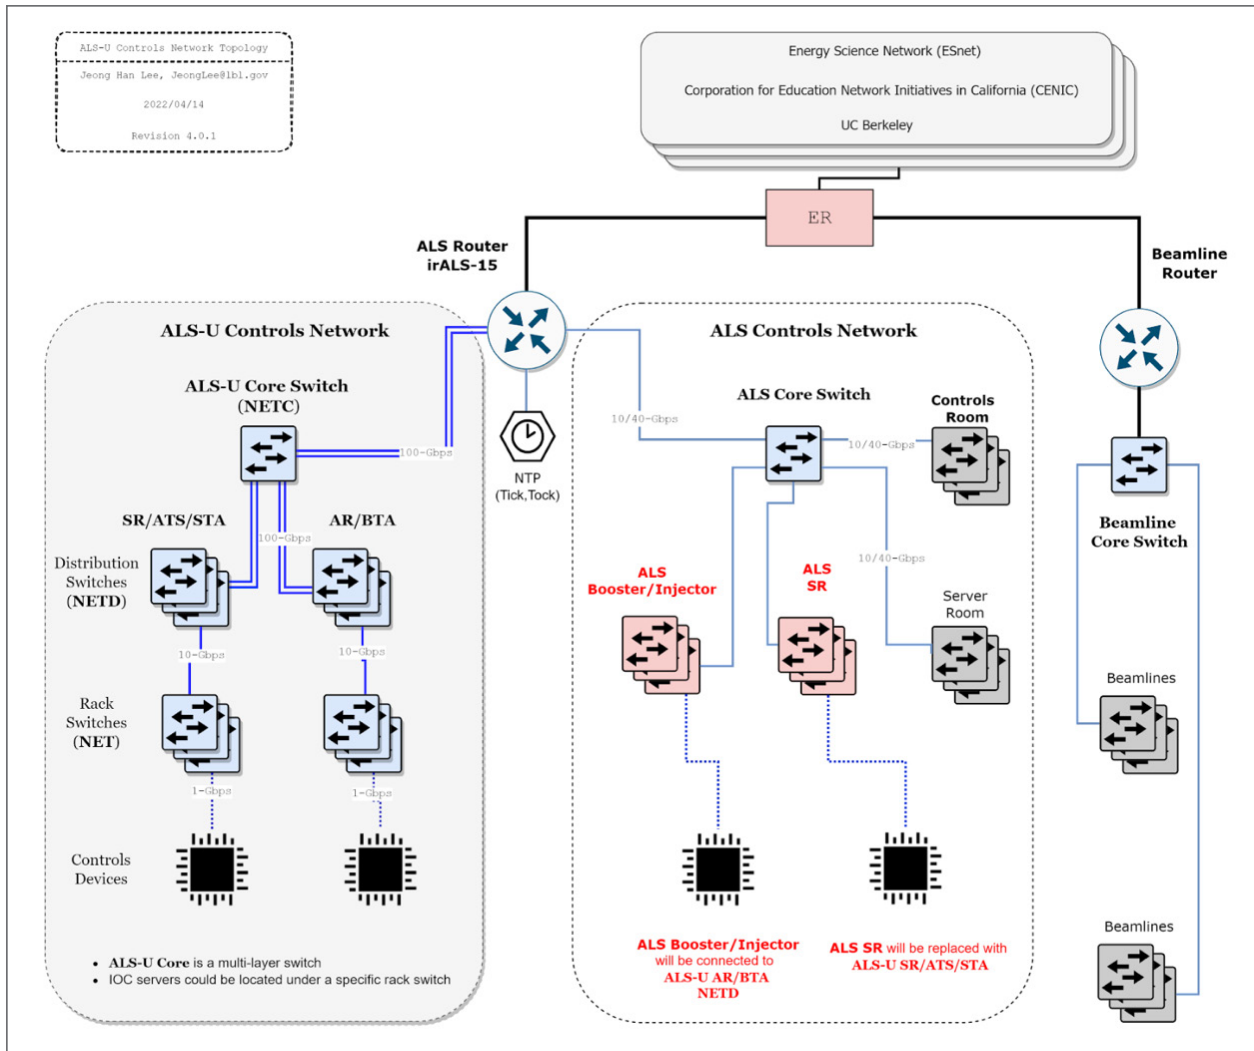 ALS-U Controls Network Topology
Jeong Han Lee, JeongLee@lbl.gov
2022/04/14
Revision 4.0.1
Energy Science Network (ESnet)
Corporation for Education Network Initiatives in California (CENIC)
UC Berkeley
ER
ALS Router
irALS-15
Beamline
Router
ALS-U Controls Network
ALS-U Core Switch
(NETC)
100-Gbps
NTP
(Tick,Tock)
SR/ATS/STA
AR/BTA
100-Gbps
Distribution
Switches
(NETD)
10-Gbps
10-Gbps
Rack
Switches
(NET)
1-Gbps
1-Gbps
Controls
Devices
• ALS-U Core is a multi-layer switch
• IOC servers could be located under a specific rack switch
ALS Controls Network
ALS Core Switch
10/40-Gbps
10/40-Gbps
Controls
Room
10/40-Gbps
ALS
Booster/Injector
ALS
SR
Server
Room
ALS Booster/Injector
will be connected to
ALS-U AR/BTA
NETD
ALS SR will be replaced with
ALS-U SR/ATS/STA
Beamline
Core Switch
Beamlines
Beamlines